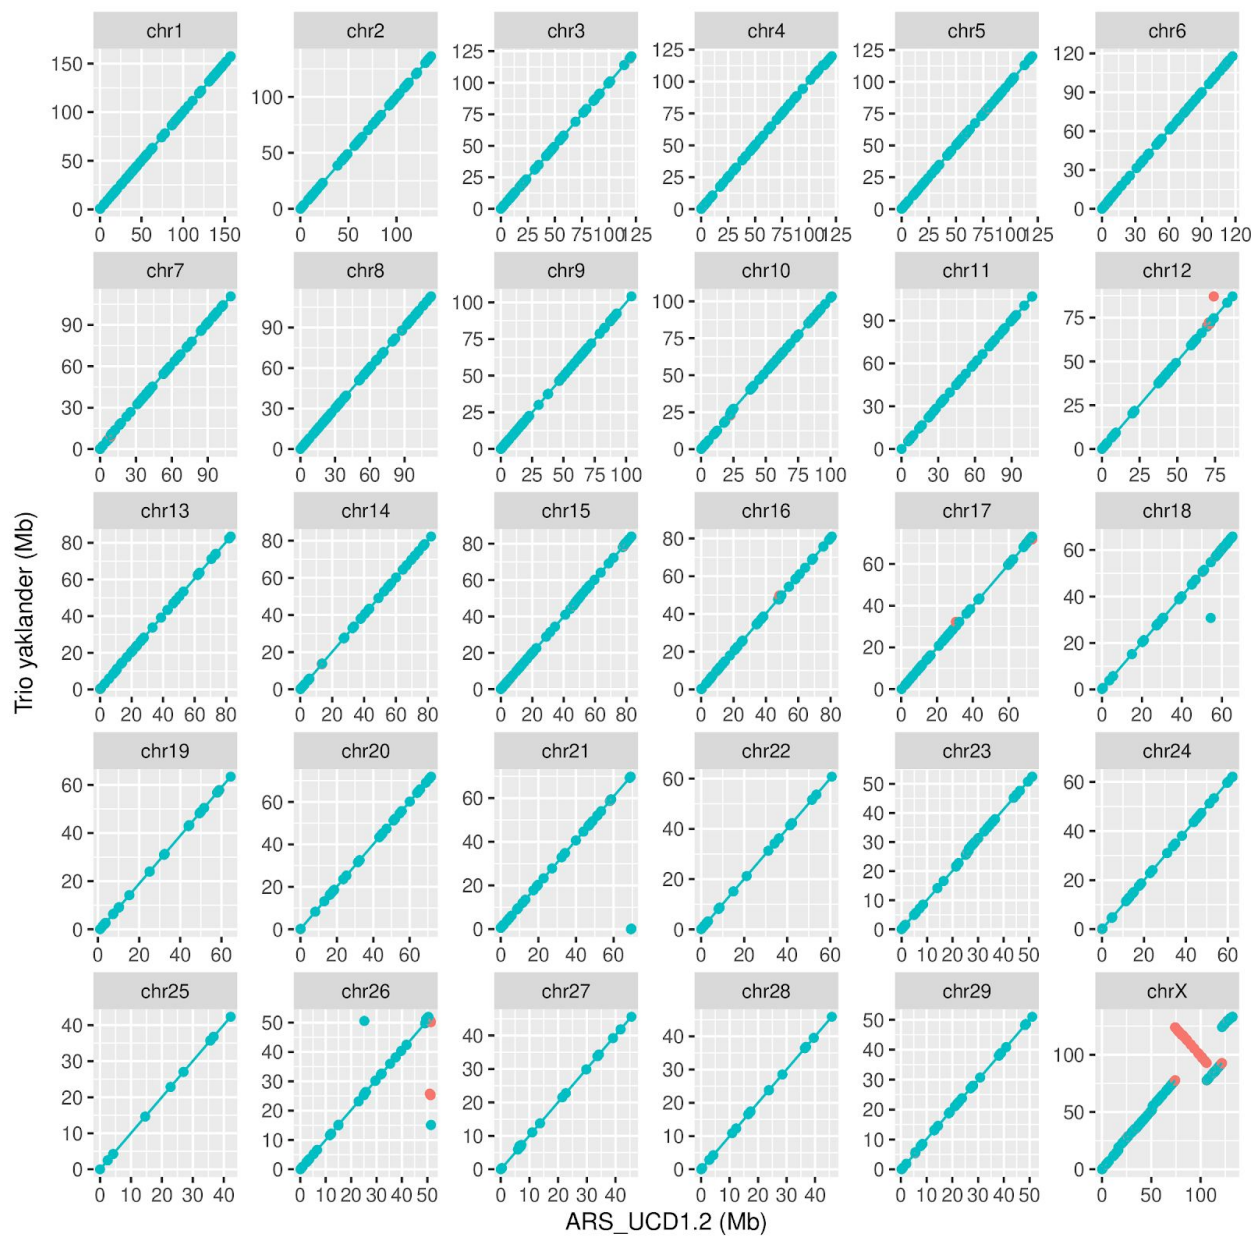 chr1 chr2 chr3 chr4 chr5 chr6
150 100 50 0
100 50 0
125 100 75 50 25 0
125 100 75 50 25 0
125 100 75 50 25 0
120 90 60 30 0
0 50 100 150
0 50 100
0 25 50 75 100 125
0 25 50 75 100 125
0 25 50 75 100 125
0 30 60 90 120
chr7 chr8 chr9 chr10 chr11 chr12
90 60 30 0
90 60 30 0
100 75 50 25 0
100 75 50 25 0
90 60 30 0
75 50 25 0
0 30 60 90
0 30 60 90
0 25 50 75 100
0 25 50 75 100
0 30 60 90
0 25 50 75
Trio yaklander (Mb)
chr13 chr14 chr15 chr16 chr17 chr18
80 60 40 20 0
80 60 40 20 0
80 60 40 20 0
80 60 40 20 0
60 40 20 0
60 40 20 0
0 20 40 60 80
0 20 40 60 80
0 20 40 60 80
0 20 40 60 80
0 20 40 60
0 20 40 60
chr19 chr20 chr21 chr22 chr23 chr24
60 40 20 0
60 40 20 0
60 40 20 0
60 40 20 0
50 40 30 20 10 0
60 40 20 0
0 20 40 60
0 20 40 60
0 20 40 60
0 20 40 60
0 10 20 30 40 50
0 20 40 60
chr25 chr26 chr27 chr28 chr29 chrX
40 30 20 10 0
50 40 30 20 10 0
40 30 20 10 0
40 30 20 10 0
50 40 30 20 10 0
100 50 0
0 10 20 30 40
0 10 20 30 40 50
0 10 20 30 40
0 10 20 30 40
0 10 20 30 40 50
0 50 100
ARS_UCD1.2 (Mb)